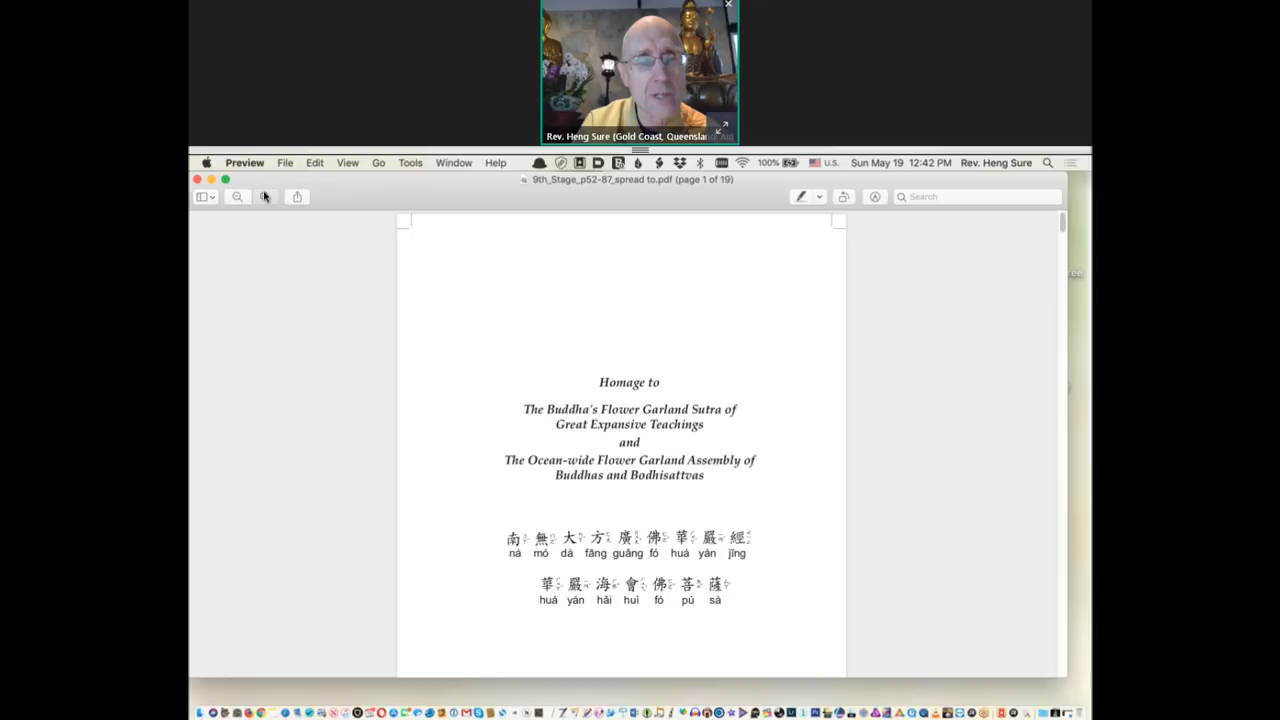 Rev. Heng Sure (Gold Coast, Queensland, Au
Preview File Edit View Go Tools Window Help 100% U.S. Sun May 19 12:42 PM Rev. Heng Sure
9th_Stage_p52-87_spread to.pdf (page 1 of 19)
Search
Homage to
The Buddha's Flower Garland Sutra of
Great Expansive Teachings
and
The Ocean-wide Flower Garland Assembly of
Buddhas and Bodhisattvas
南無大方廣佛華嚴經
ná mó dà fāng guǎng fó huá yán jīng
華嚴海會佛菩薩
huá yán hǎi huì fó pú sà